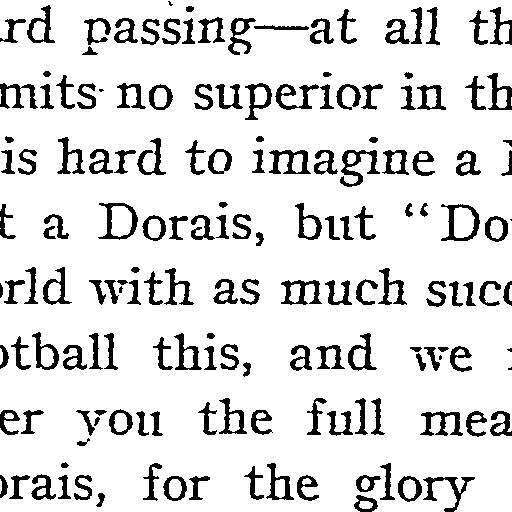 rd passing—at all th
mits no superior in th
is hard to imagine a
t a Dorais, but “Do
rld with as much succ
otball this, and we
er you the full mea
orais, for the glory